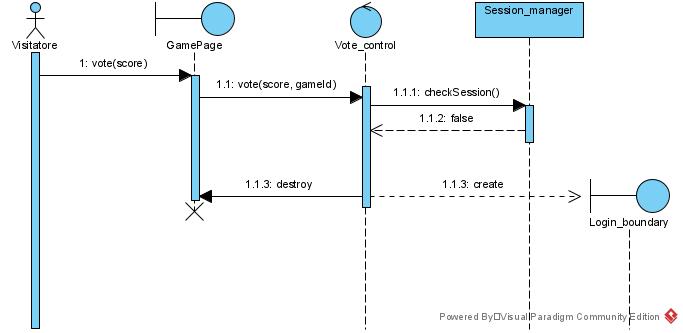 Visitatore
GamePage
Vote_control
Session_manager
1: vote(score)
1.1: vote(score, gameId)
1.1.1: checkSession()
1.1.2: false
1.1.3: destroy
1.1.3: create
Login_boundary
Powered By Visual Paradigm Community Edition